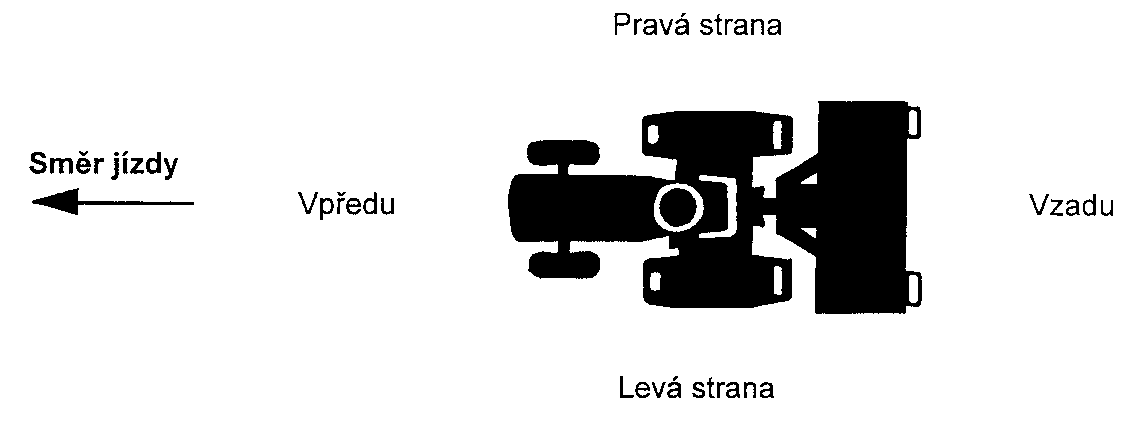 Pravá strana
Směr jízdy
Vpředu
Vzadu
Levá strana